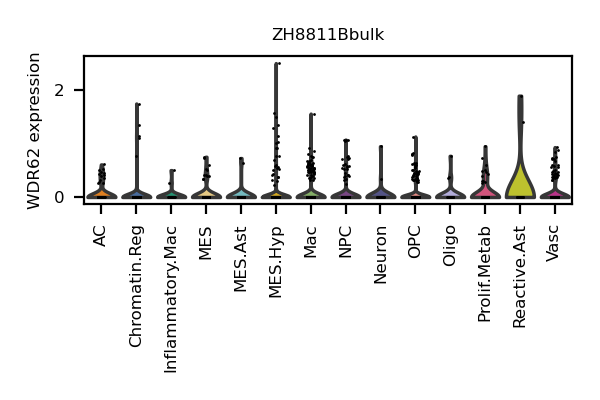 ZH8811Bbulk
WDR62 expression
2
0
AC
Chromatin.Reg
Inflammatory.Mac
MES
MES.Ast
MES.Hyp
Mac
NPC
Neuron
OPC
Oligo
Prolif.Metab
Reactive.Ast
Vasc